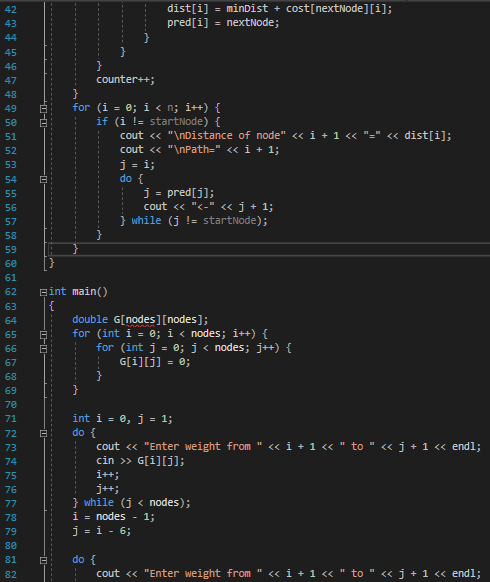 42 dist[i] = minDist + cost[nextNode][i];
43 pred[i] = nextNode;
44 }
45 }
46 }
47 counter++;
48 }
49 for (i = 0; i < n; i++) {
50 if (i != startNode) {
51 cout << "\nDistance of node" << i + 1 << "=" << dist[i];
52 cout << "\nPath=" << i + 1;
53 j = i;
54 do {
55 j = pred[j];
56 cout << "<-" << j + 1;
57 } while (j != startNode);
58 }
59 }
60 }
61
62 int main()
63 {
64 double G[nodes][nodes];
65 for (int i = 0; i < nodes; i++) {
66 for (int j = 0; j < nodes; j++) {
67 G[i][j] = 0;
68 }
69 }
70
71 int i = 0, j = 1;
72 do {
73 cout << "Enter weight from " << i + 1 << " to " << j + 1 << endl;
74 cin >> G[i][j];
75 i++;
76 j++;
77 } while (j < nodes);
78 i = nodes - 1;
79 j = i - 6;
80
81 do {
82 cout << "Enter weight from " << i + 1 << " to " << j + 1 << endl;